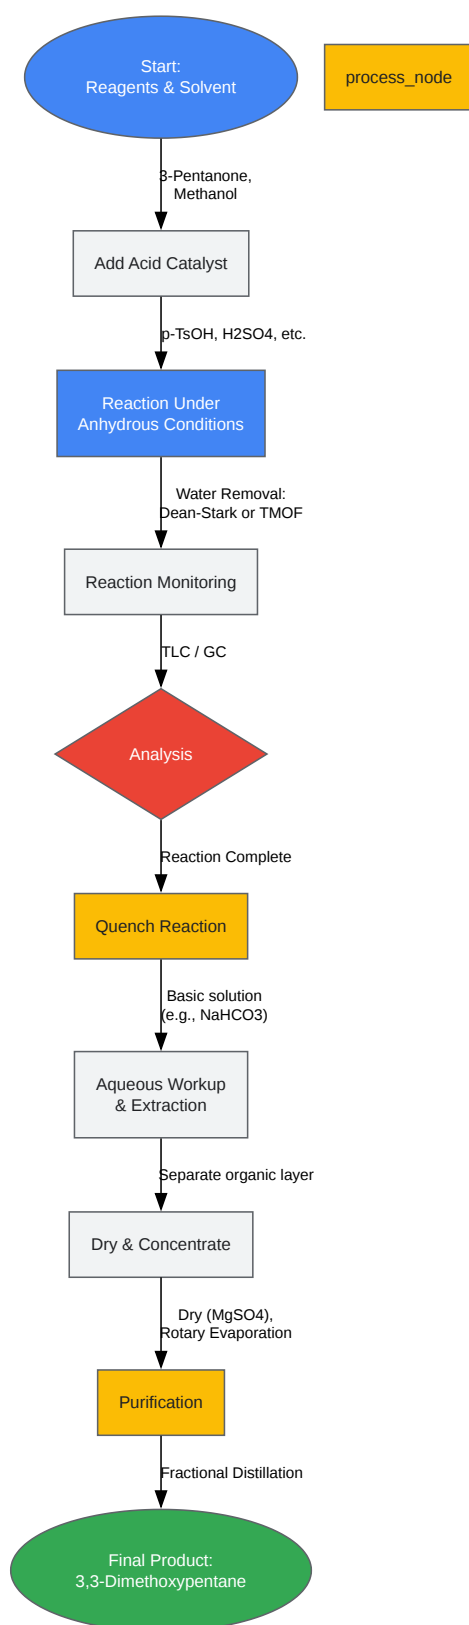 Start:
Reagents & Solvent
process_node
3-Pentanone,
Methanol
Add Acid Catalyst
p-TsOH, H2SO4, etc.
Reaction Under
Anhydrous Conditions
Water Removal:
Dean-Stark or TMOF
Reaction Monitoring
TLC / GC
Analysis
Reaction Complete
Quench Reaction
Basic solution
(e.g., NaHCO3)
Aqueous Workup
& Extraction
Separate organic layer
Dry & Concentrate
Dry (MgSO4),
Rotary Evaporation
Purification
Fractional Distillation
Final Product:
3,3-Dimethoxypentane